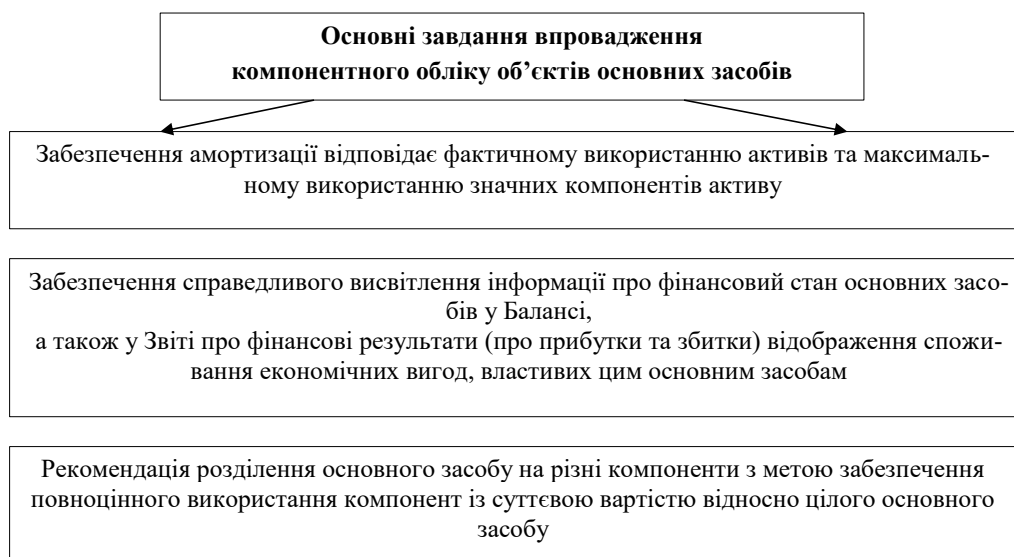 Основні завдання впровадження
компонентного обліку об’єктів основних засобів
Забезпечення амортизації відповідає фактичному використанню активів та максималь-
ному використанню значних компонентів активу
Забезпечення справедливого висвітлення інформації про фінансовий стан основних засо-
бів у Балансі,
а також у Звіті про фінансові результати (про прибутки та збитки) відображення спожи-
вання економічних вигод, властивих цим основним засобам
Рекомендація розділення основного засобу на різні компоненти з метою забезпечення
повноцінного використання компонент із суттєвою вартістю відносно цілого основного
засобу